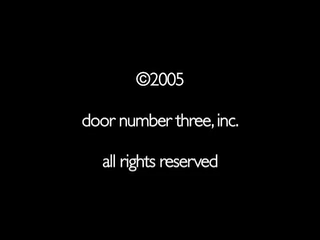 ©2005
door number three, inc.
all rights reserved